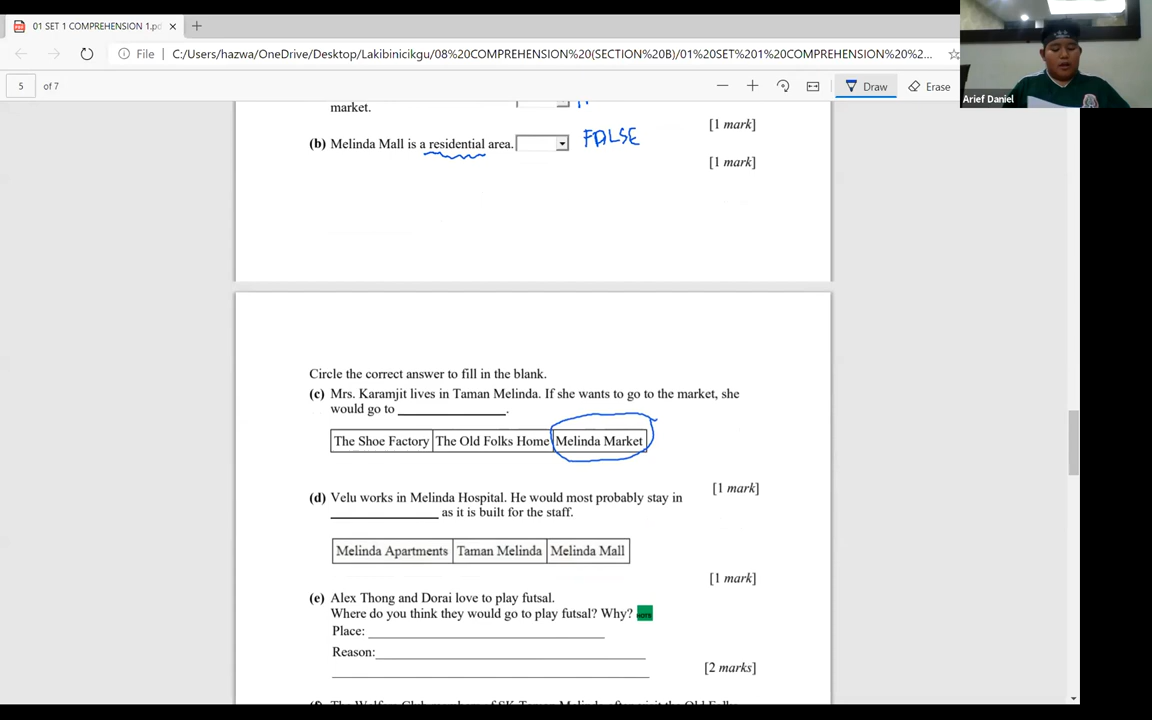 01 SET 1 COMPREHENSION 1.pd
File
C:/Users/hazwa/OneDrive/Desktop/Lakibinicikgu/08%20COMPREHENSION%20(SECTION%20B)/01%20SET%201%20COMPREHENSION%20%2...
5 of 7
Draw
Erase
Arief Daniel
market.
[1 mark]
(b) Melinda Mall is a residential area. FALSE
[1 mark]
Circle the correct answer to fill in the blank.
(c) Mrs. Karamjit lives in Taman Melinda. If she wants to go to the market, she
would go to ____________.
The Shoe Factory The Old Folks Home Melinda Market
[1 mark]
(d) Velu works in Melinda Hospital. He would most probably stay in
____________ as it is built for the staff.
Melinda Apartments Taman Melinda Melinda Mall
[1 mark]
(e) Alex Thong and Dorai love to play futsal.
Where do you think they would go to play futsal? Why?
Place: ____________
Reason: ____________
[2 marks]